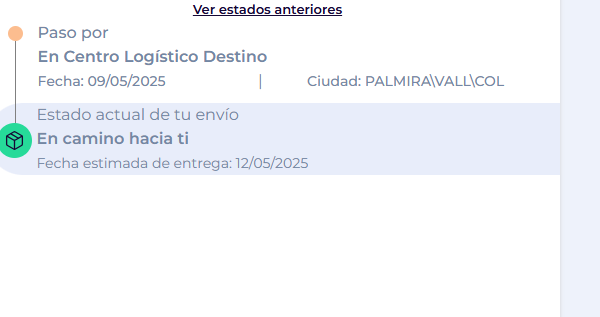 Ver estados anteriores
Paso por
En Centro Logístico Destino
Fecha: 09/05/2025 | Ciudad: PALMIRA\VALL\COL
Estado actual de tu envío
En camino hacia ti
Fecha estimada de entrega: 12/05/2025